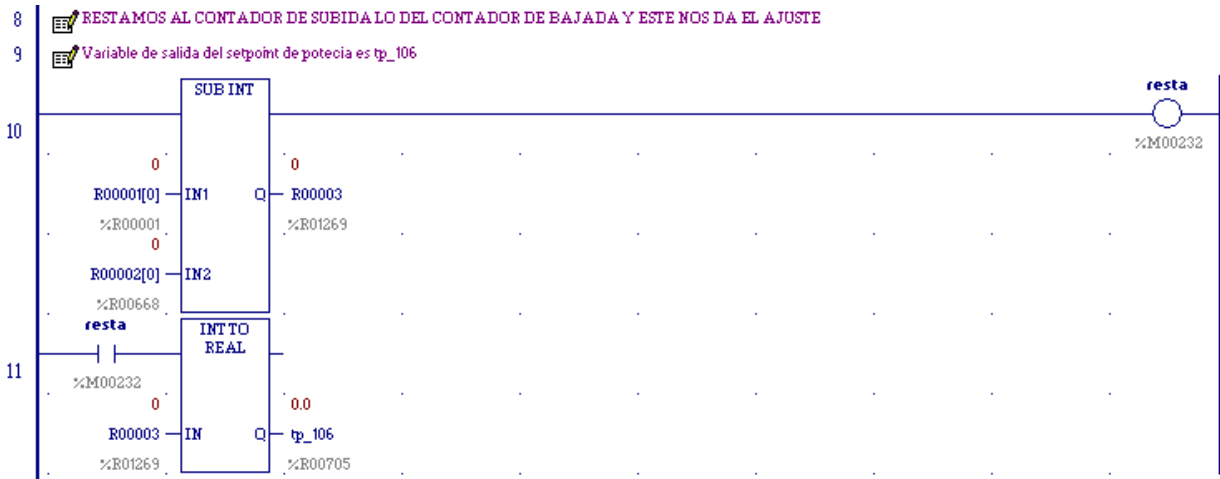 8 RESTAMOS AL CONTADOR DE SUBIDA LO DEL CONTADOR DE BAJADA Y ESTE NOS DA EL AJUSTE
9 Variable de salida del setpoint de potecia es tp_106
SUB INT
resta
10
%M00232
0 0
R00001[0] IN1 Q R00003
%R00001 %R01269
0
R00002[0] IN2
%R00668
resta
INT TO
REAL
11
%M00232
0 0.0
R00003 IN Q tp_106
%R01269 %R00705